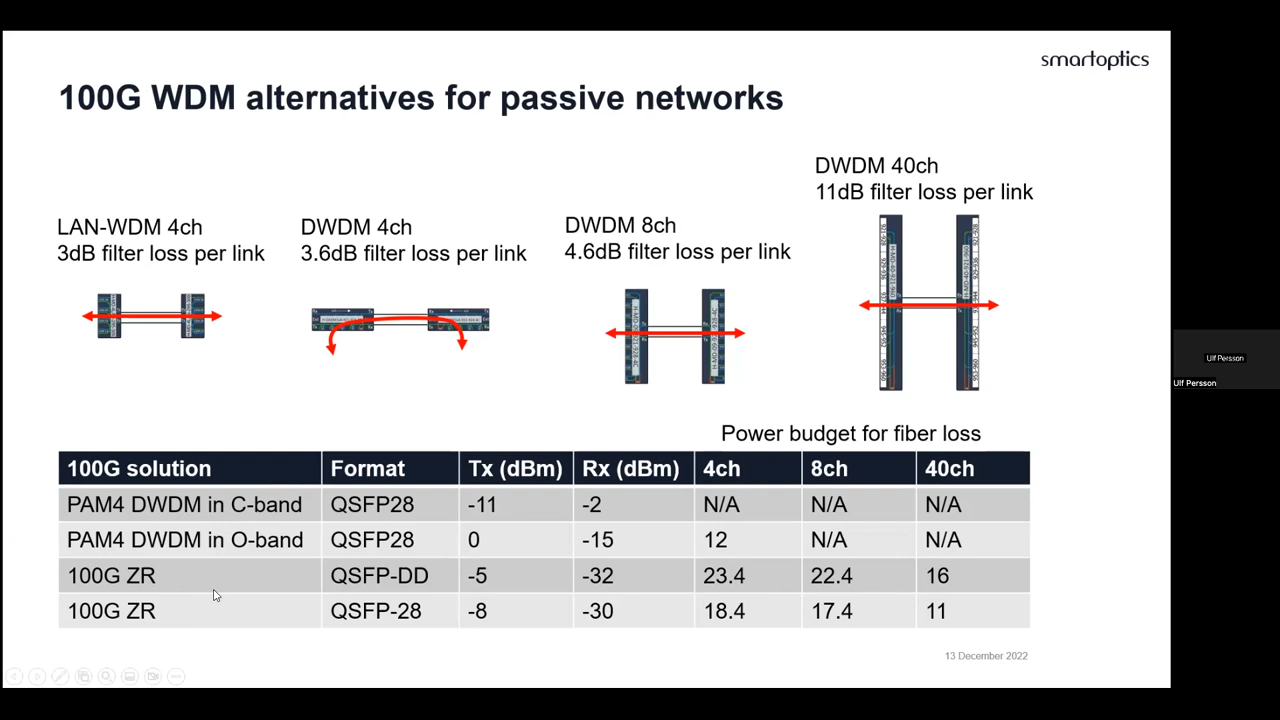 smartoptics
100G WDM alternatives for passive networks
DWDM 40ch
11dB filter loss per link
LAN-WDM 4ch
3dB filter loss per link
DWDM 4ch
3.6dB filter loss per link
DWDM 8ch
4.6dB filter loss per link
Power budget for fiber loss
100G solution Format Tx (dBm) Rx (dBm) 4ch 8ch 40ch
PAM4 DWDM in C-band QSFP28 -11 -2 N/A N/A N/A
PAM4 DWDM in O-band QSFP28 0 -15 12 N/A N/A
100G ZR QSFP-DD -5 -32 23.4 22.4 16
100G ZR QSFP-28 -8 -30 18.4 17.4 11
13 December 2022
Ulf Persson
Ulf Persson